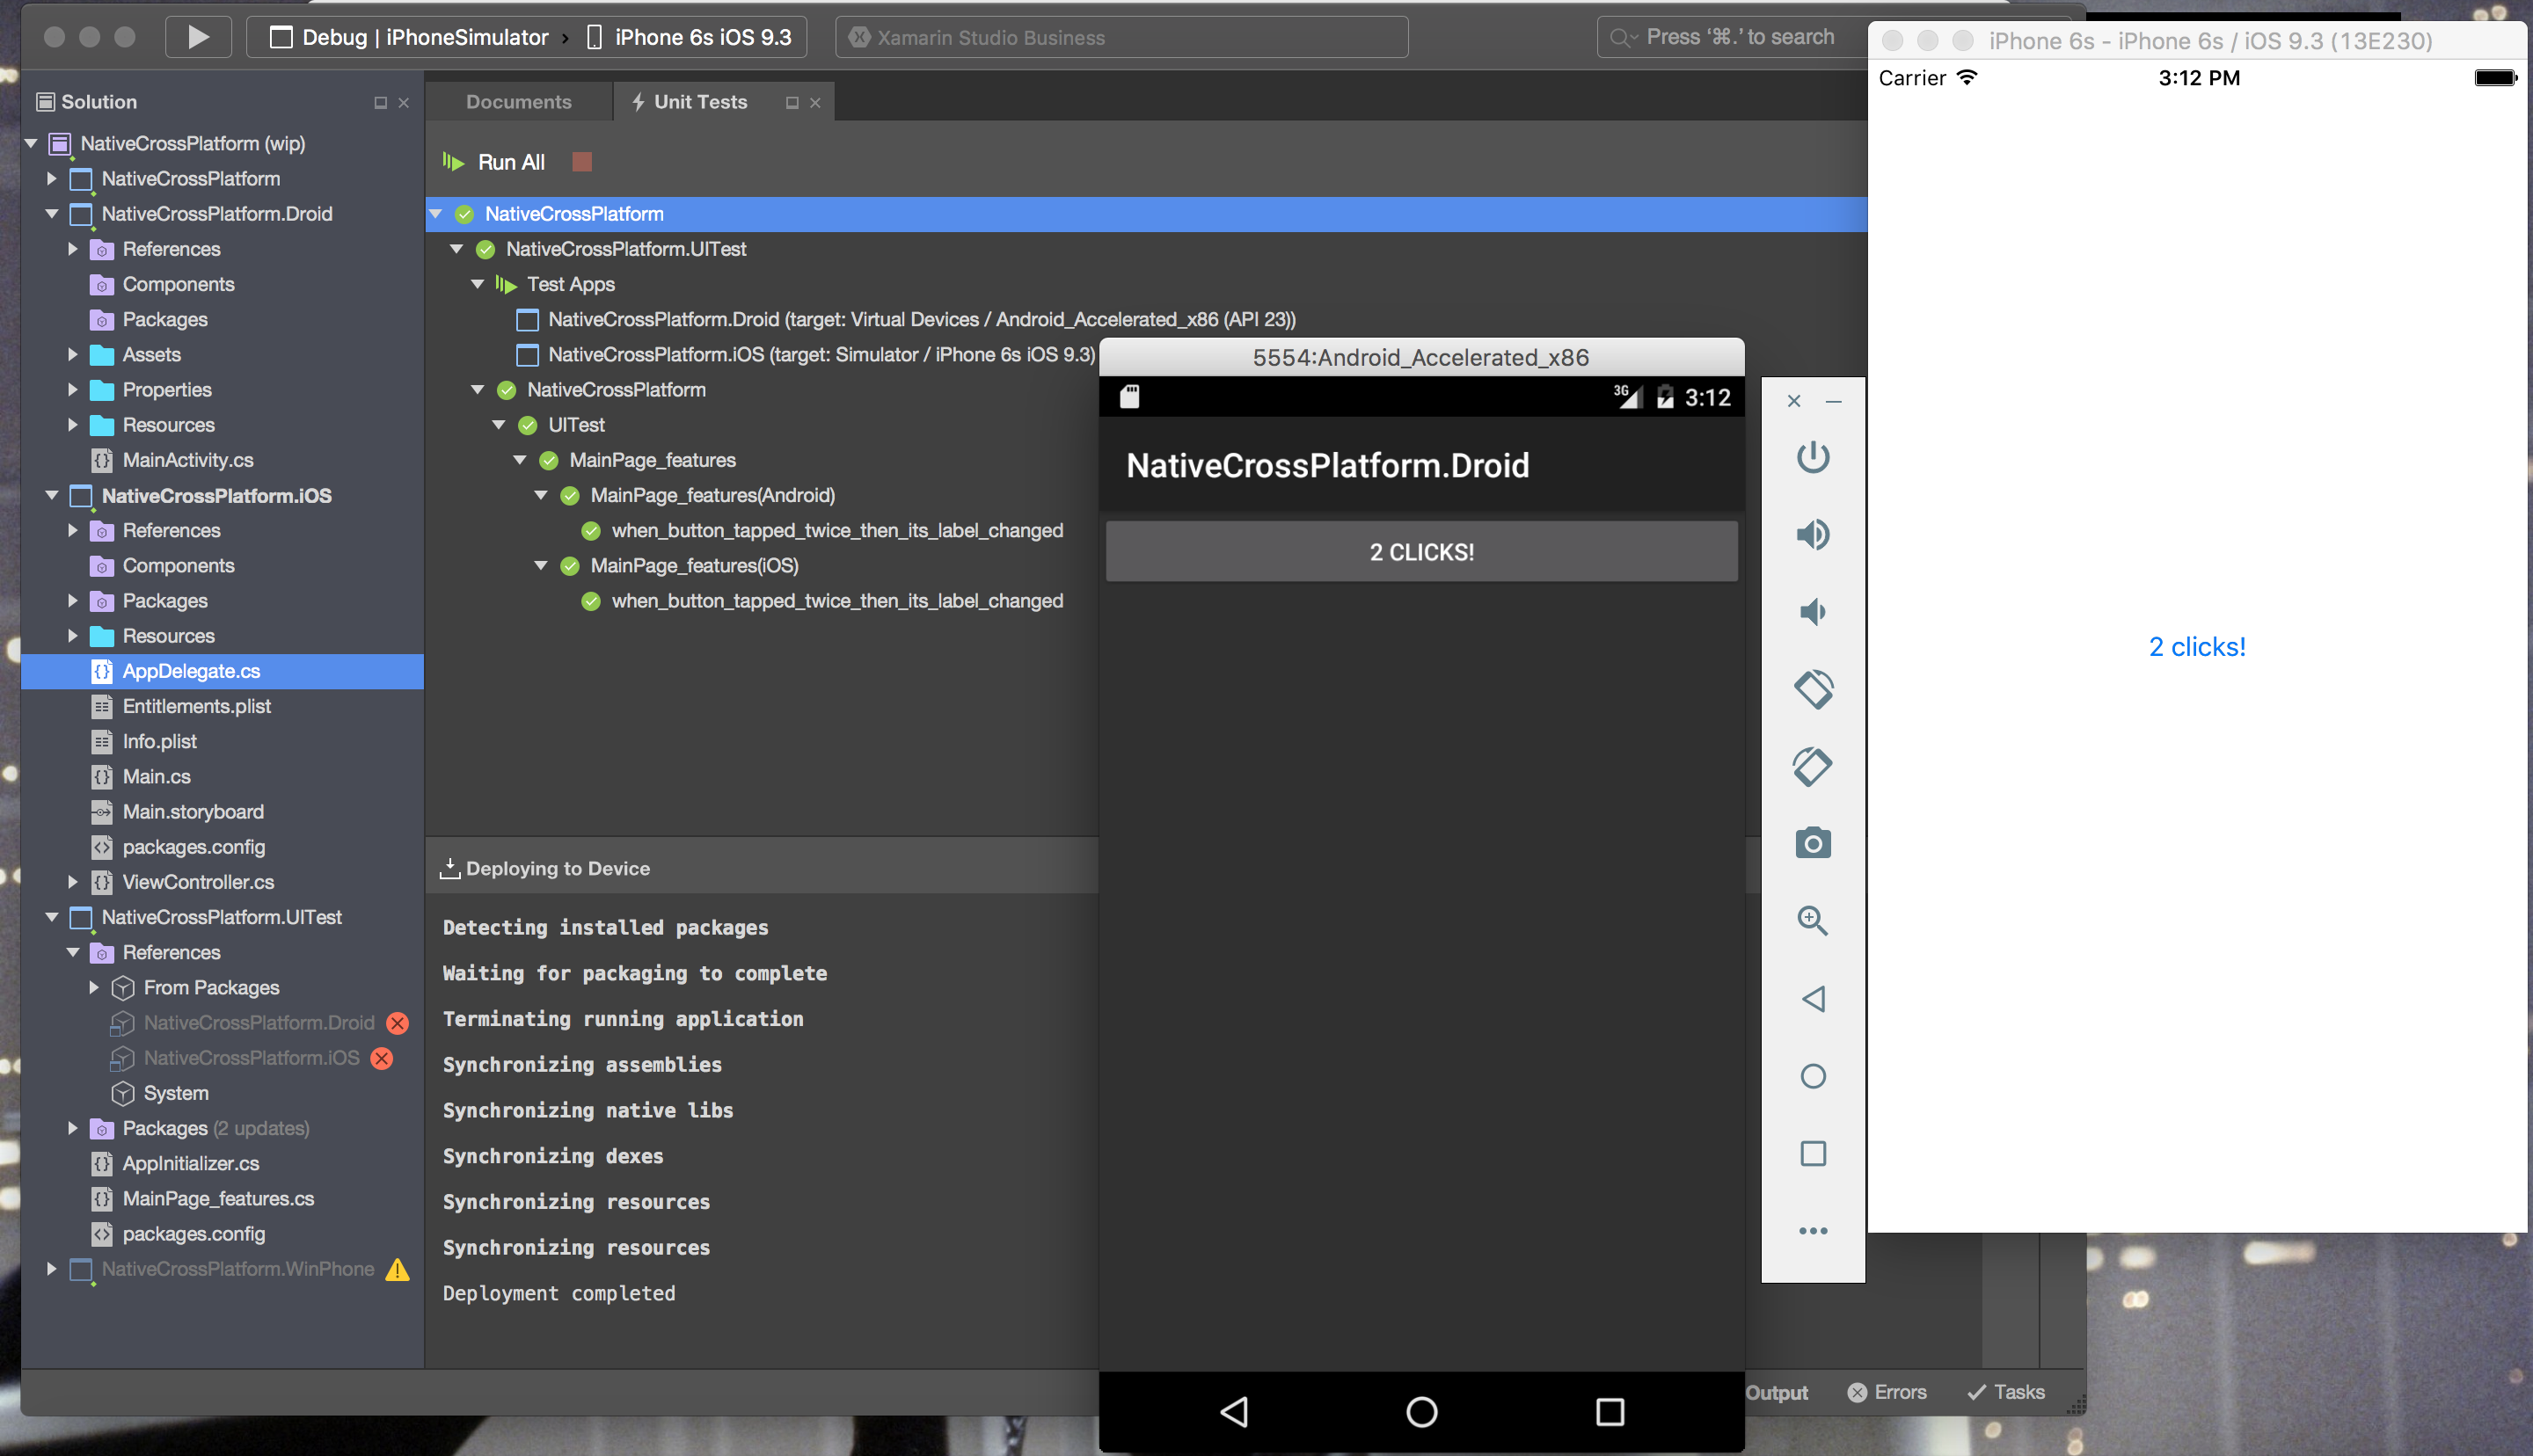 Debug | iPhoneSimulator › iPhone 6s iOS 9.3
Xamarin Studio Business
Press ‘⌘.’ to search
Solution
NativeCrossPlatform (wip)
NativeCrossPlatform
NativeCrossPlatform.Droid
References
Components
Packages
Assets
Properties
Resources
MainActivity.cs
NativeCrossPlatform.iOS
References
Components
Packages
Resources
AppDelegate.cs
Entitlements.plist
Info.plist
Main.cs
Main.storyboard
packages.config
ViewController.cs
NativeCrossPlatform.UITest
References
From Packages
NativeCrossPlatform.Droid
NativeCrossPlatform.iOS
System
Packages (2 updates)
AppInitializer.cs
MainPage_features.cs
packages.config
NativeCrossPlatform.WinPhone
Documents
Unit Tests
Run All
NativeCrossPlatform
NativeCrossPlatform.UITest
Test Apps
NativeCrossPlatform.Droid (target: Virtual Devices / Android_Accelerated_x86 (API 23))
NativeCrossPlatform.iOS (target: Simulator / iPhone 6s iOS 9.3)
NativeCrossPlatform
UITest
MainPage_features
MainPage_features(Android)
when_button_tapped_twice_then_its_label_changed
MainPage_features(iOS)
when_button_tapped_twice_then_its_label_changed
Deploying to Device
Detecting installed packages
Waiting for packaging to complete
Terminating running application
Synchronizing assemblies
Synchronizing native libs
Synchronizing dexes
Synchronizing resources
Synchronizing resources
Deployment completed
Output
Errors
Tasks
5554:Android_Accelerated_x86
3G 3:12
NativeCrossPlatform.Droid
2 CLICKS!
iPhone 6s - iPhone 6s / iOS 9.3 (13E230)
Carrier 3:12 PM
2 clicks!